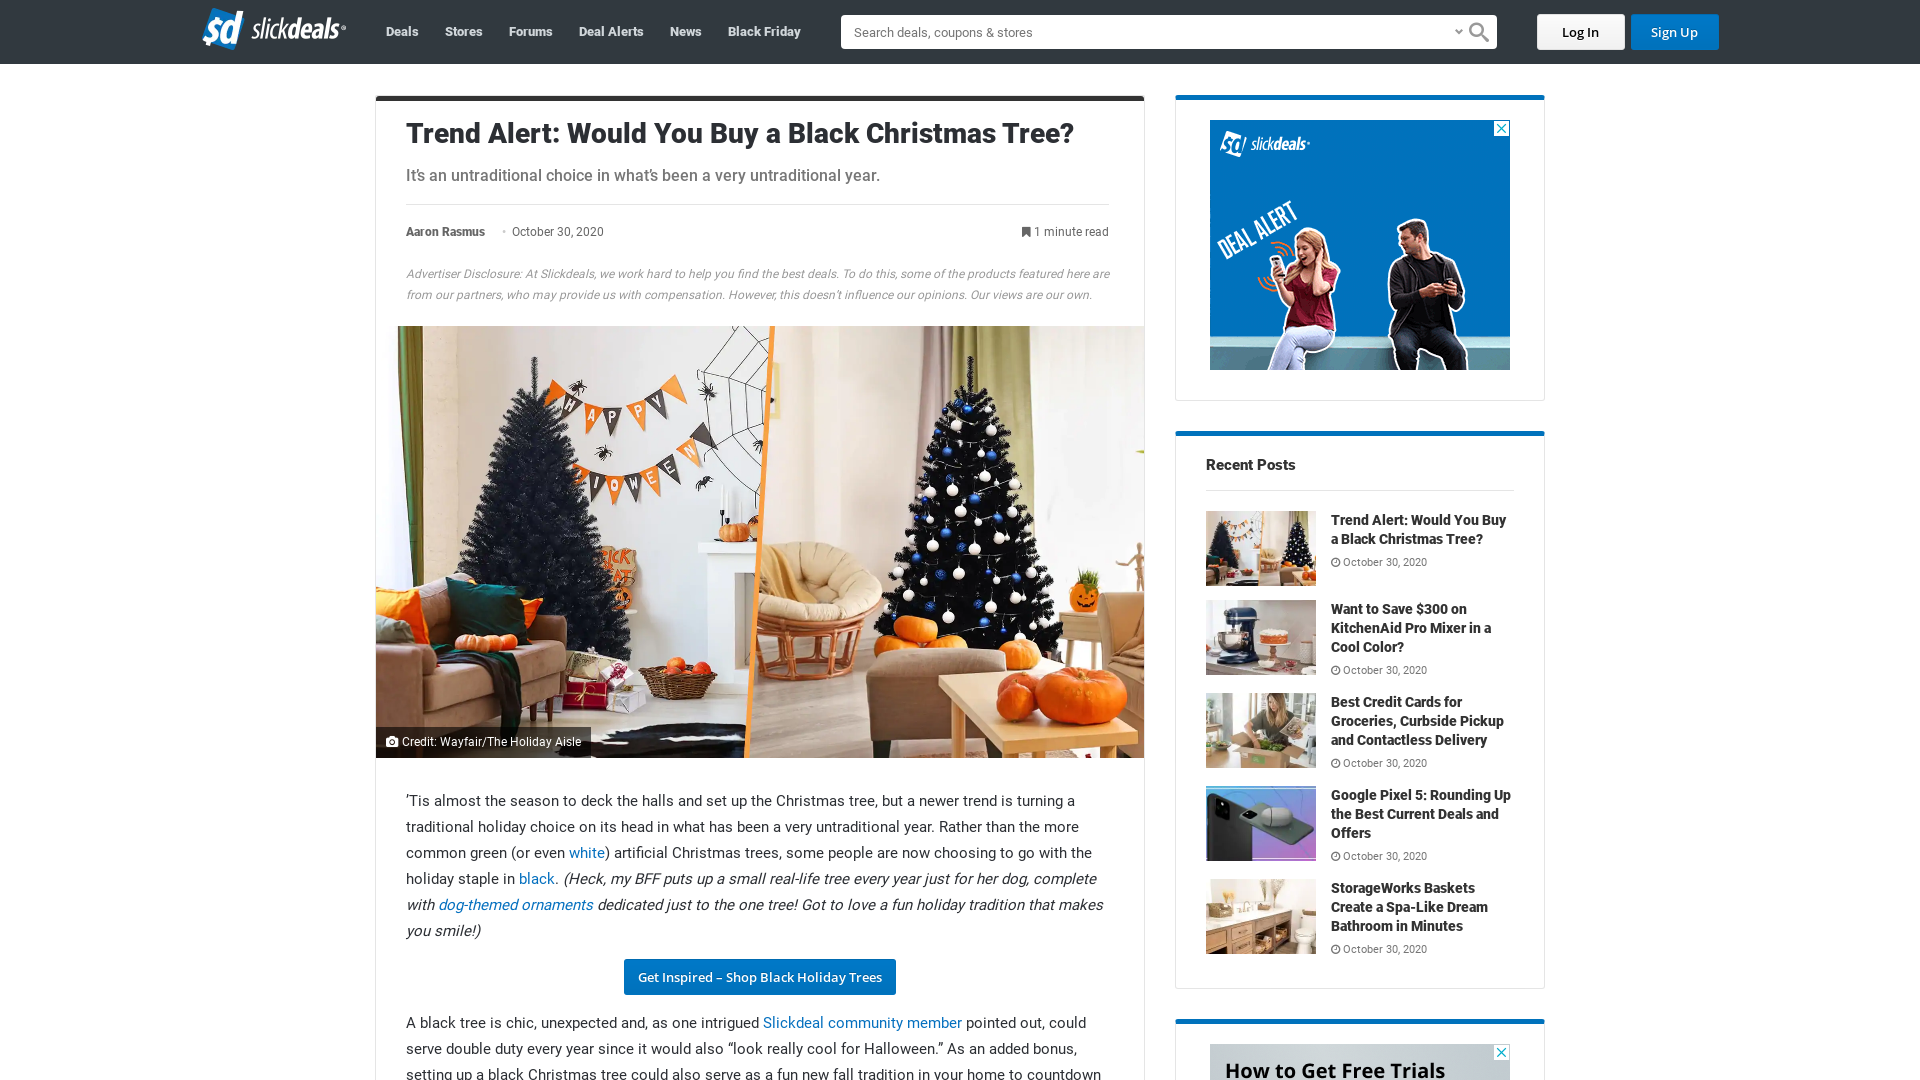 $d slickdeals
Deals
Stores
Forums
Deal Alerts
News
Black Friday
Search deals, coupons & stores
Log In
Sign Up
Trend Alert: Would You Buy a Black Christmas Tree?
It's an untraditional choice in what's been a very untraditional year.
Aaron Rasmus • October 30, 2020
1 minute read
Advertiser Disclosure: At Slickdeals, we work hard to help you find the best deals. To do this, some of the products featured here are
from our partners, who may provide us with compensation. However, this doesn't influence our opinions. Our views are our own.
HAPPY
Credit: Wayfair/The Holiday Aisle
'Tis almost the season to deck the halls and set up the Christmas tree, but a newer trend is turning a
traditional holiday choice on its head in what has been a very untraditional year. Rather than the more
common green (or even white) artificial Christmas trees, some people are now choosing to go with the
holiday staple in black. (Heck, my BFF puts up a small real-life tree every year just for her dog, complete
with dog-themed ornaments dedicated just to the one tree! Got to love a fun holiday tradition that makes
you smile!)
Get Inspired – Shop Black Holiday Trees
A black tree is chic, unexpected and, as one intrigued Slickdeal community member pointed out, could
serve double duty every year since it would also “look really cool for Halloween.” As an added bonus,
setting up a black Christmas tree could also serve as a fun new fall tradition in your home to countdown
$d slickdeals
DEAL ALERT
Recent Posts
Trend Alert: Would You Buy
a Black Christmas Tree?
October 30, 2020
Want to Save $300 on
KitchenAid Pro Mixer in a
Cool Color?
October 30, 2020
Best Credit Cards for
Groceries, Curbside Pickup
and Contactless Delivery
October 30, 2020
Google Pixel 5: Rounding Up
the Best Current Deals and
Offers
October 30, 2020
StorageWorks Baskets
Create a Spa-Like Dream
Bathroom in Minutes
October 30, 2020
How to Get Free Trials